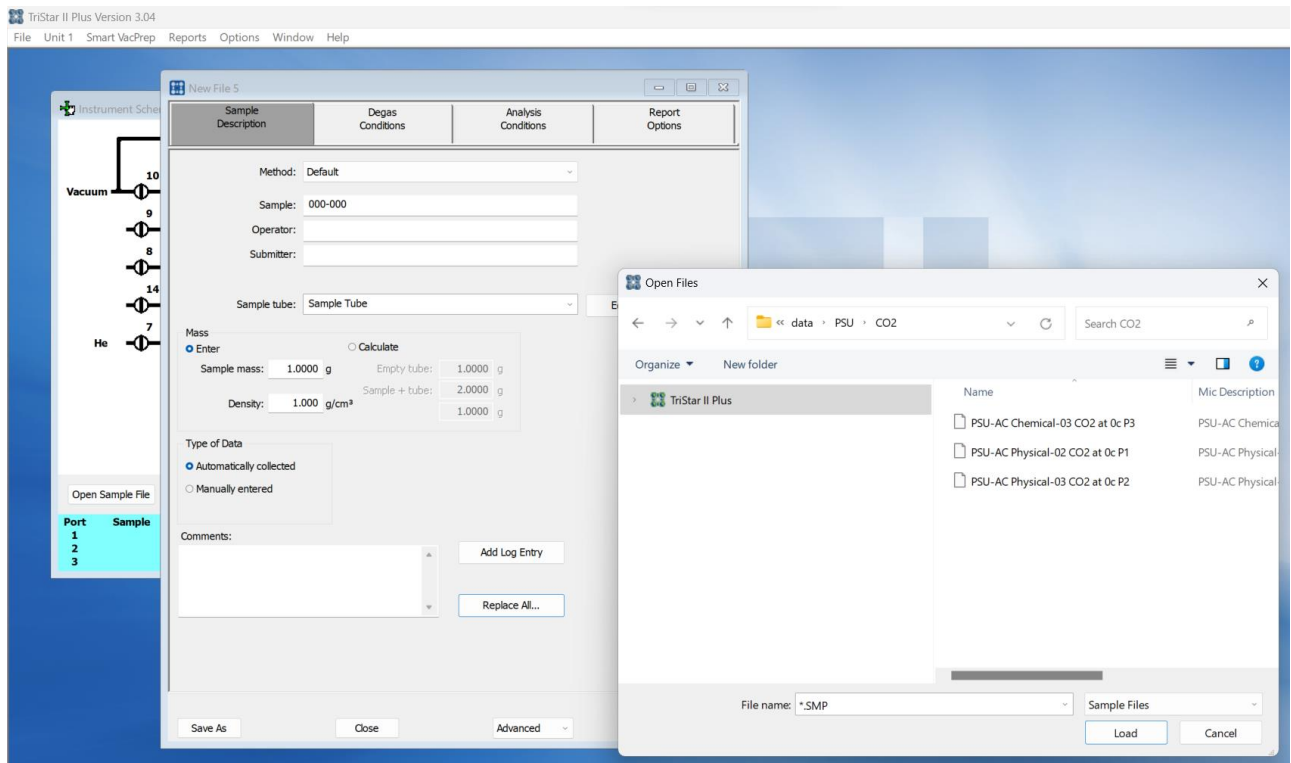 TriStar II Plus Version 3.04
File Unit 1 Smart VacPrep Reports Options Window Help
Instrument Sche
10
Vacuum
9
8
14
7
He
Open Sample File
Port Sample
1
2
3
New File 5
Sample Description
Degas Conditions
Analysis Conditions
Report Options
Method: Default
Sample: 000-000
Operator:
Submitter:
Sample tube: Sample Tube
Mass
Enter Calculate
Sample mass: 1.0000 g Empty tube: 1.0000 g
Sample + tube: 2.0000 g
Density: 1.000 g/cm³ 1.0000 g
Type of Data
Automatically collected
Manually entered
Comments:
Add Log Entry
Replace All...
Save As Close Advanced
Open Files
« data › PSU › CO2 Search CO2
Organize New folder
TriStar II Plus
Name Mic Description
PSU-AC Chemical-03 CO2 at 0c P3 PSU-AC Chemica
PSU-AC Physical-02 CO2 at 0c P1 PSU-AC Physical-
PSU-AC Physical-03 CO2 at 0c P2 PSU-AC Physical-
File name: *.SMP Sample Files
Load Cancel